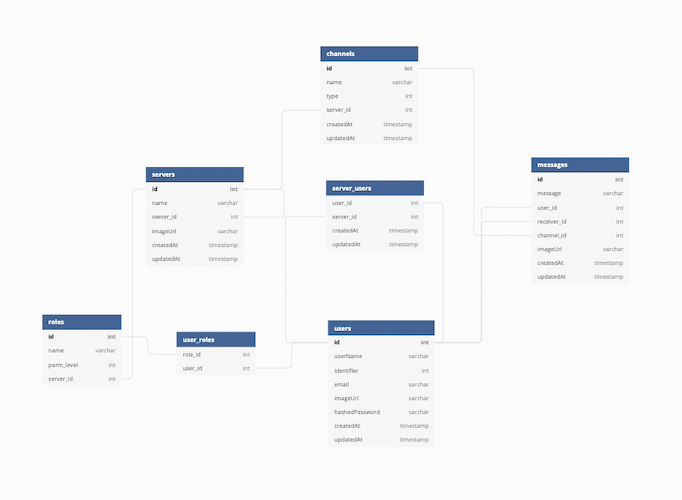 channels
id int
name varchar
type int
server_id int
createdAt timestamp
updatedAt timestamp
messages
id int
message varchar
user_id int
receiver_id int
channel_id int
imageUrl varchar
createdAt timestamp
updatedAt timestamp
servers
id int
name varchar
owner_id int
imageUrl varchar
createdAt timestamp
updatedAt timestamp
server_users
user_id int
server_id int
createdAt timestamp
updatedAt timestamp
roles
id int
name varchar
perm_level int
server_id int
user_roles
role_id int
user_id int
users
id int
userName varchar
identifier int
email varchar
imageUrl varchar
hashedPassword varchar
createdAt timestamp
updatedAt timestamp